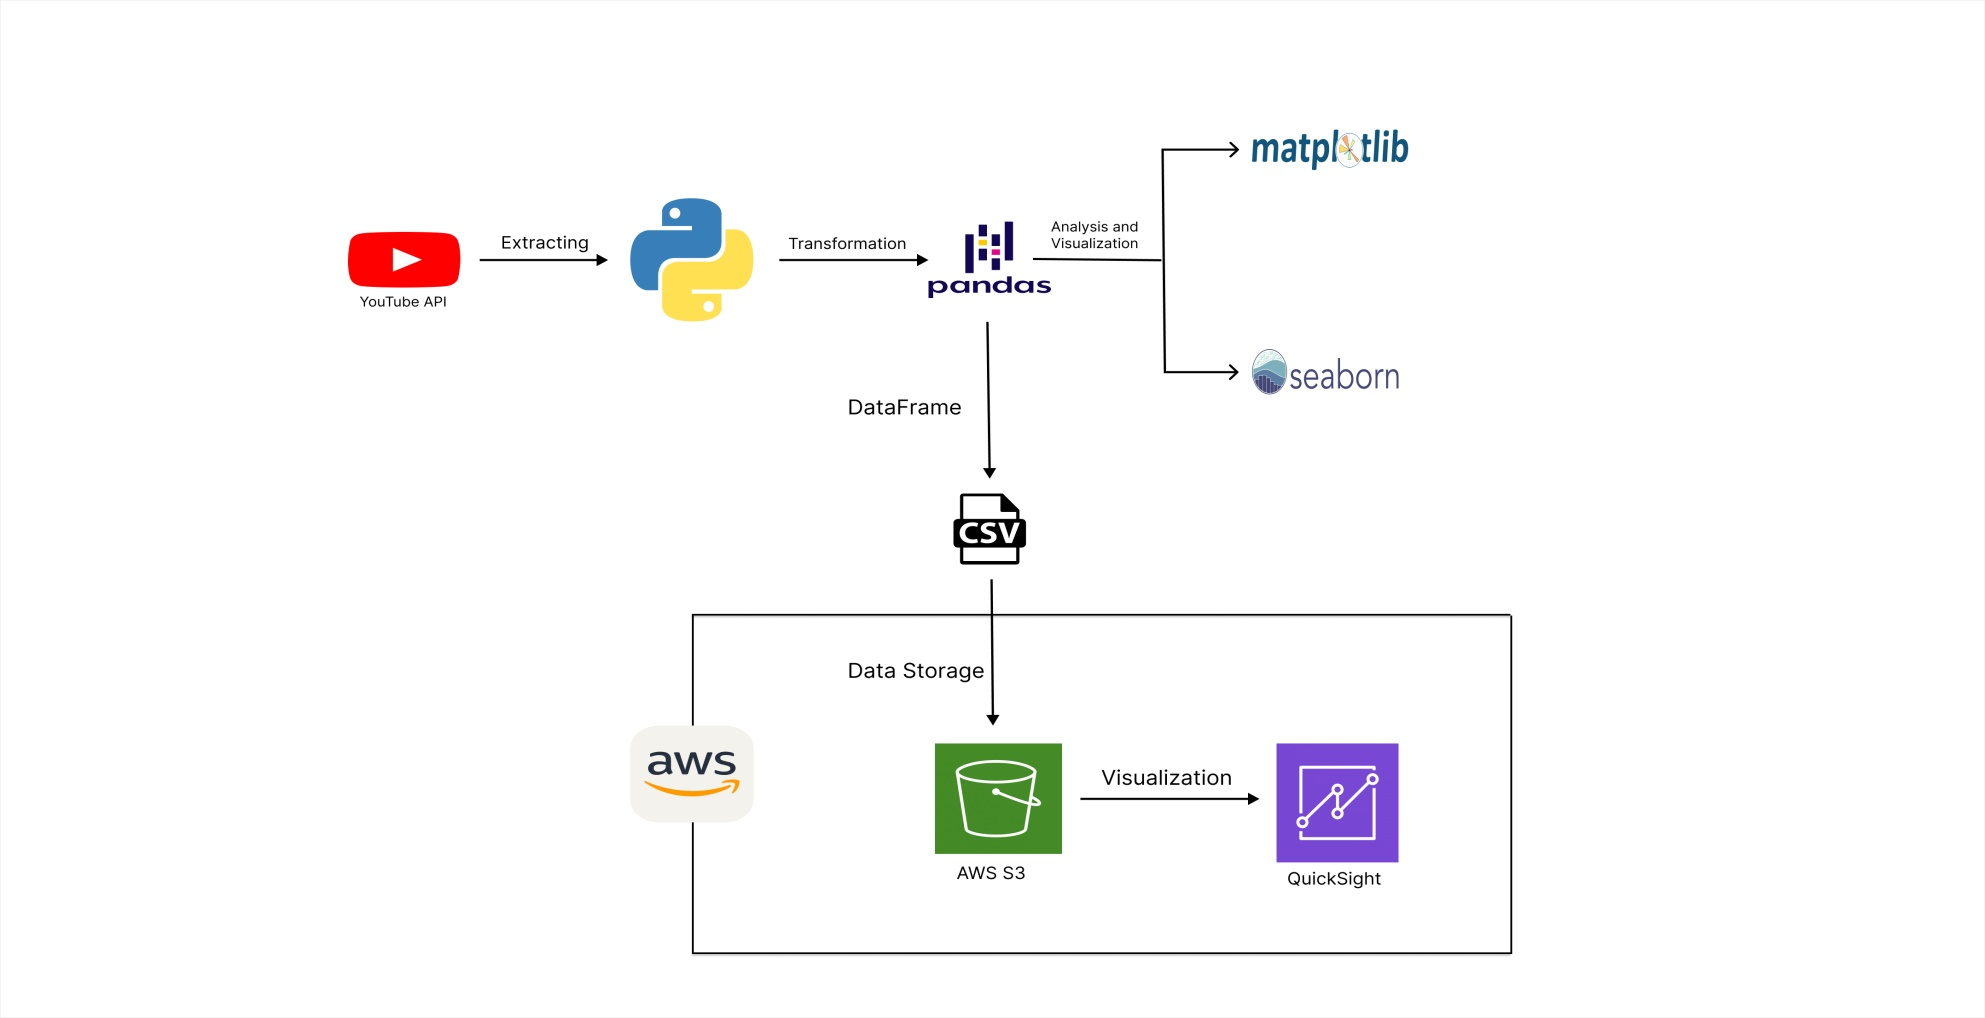 matplotlib
Extracting
Transformation
Analysis and
Visualization
pandas
YouTube API
seaborn
DataFrame
CSV
Data Storage
aws
Visualization
AWS S3
QuickSight